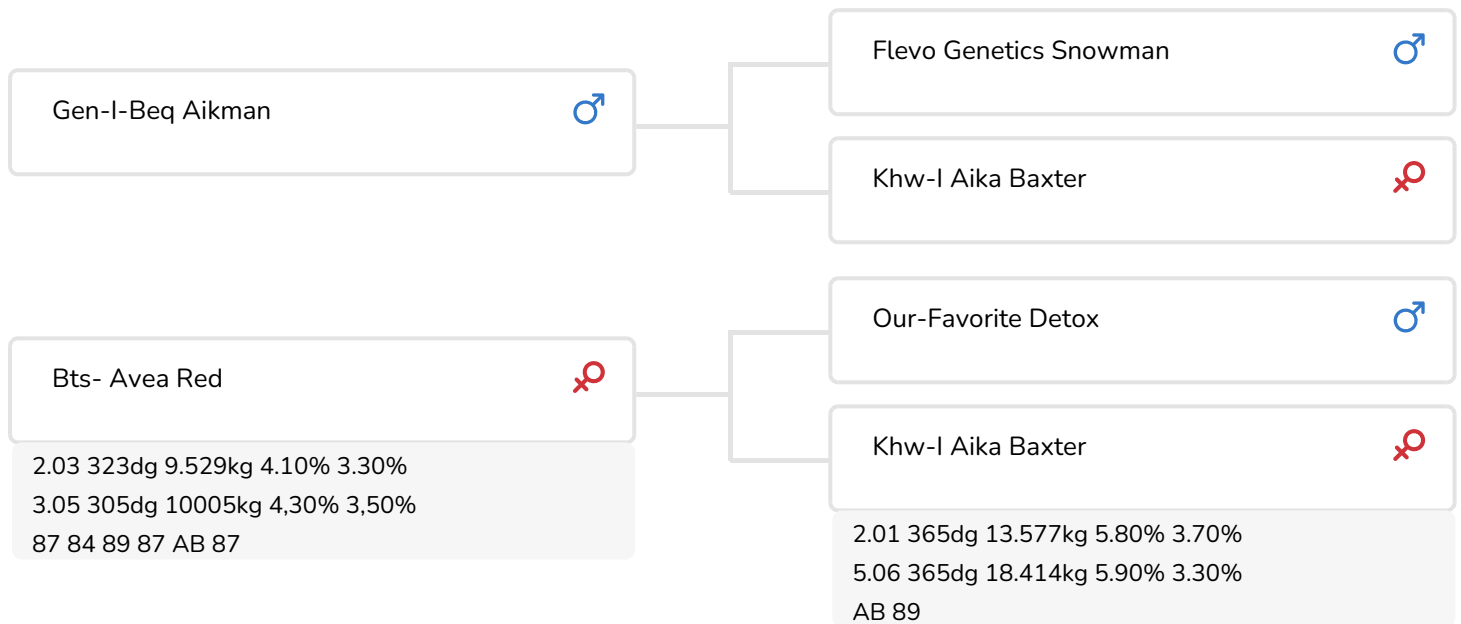 Gen-I-Beq Aikman
Flevo Genetics Snowman
Khw-I Aika Baxter
Bts- Avea Red
2.03 323dg 9.529kg 4.10% 3.30%
3.05 305dg 10005kg 4,30% 3,50%
87 84 89 87 AB 87
Our-Favorite Detox
Khw-I Aika Baxter
2.01 365dg 13.577kg 5.80% 3.70%
5.06 365dg 18.414kg 5.90% 3.30%
AB 89